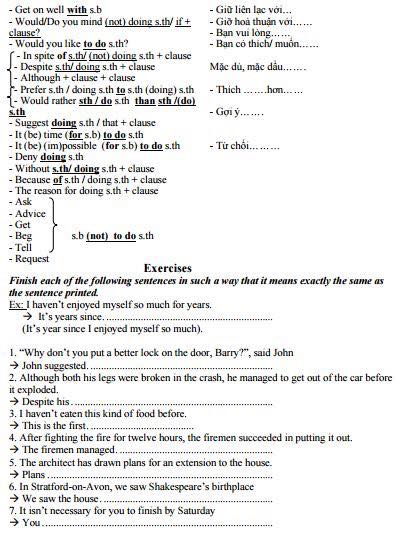 - Get on well with s.b - Giữ liên lạc với…
- Would/Do you mind (not) doing s.th/ if + - Giỡ hoà thuận với……
clause? - Bạn vui lòng……
- Would you like to do s.th? - Bạn có thích/ muốn……
- In spite of s.th/ (not) doing s.th + clause
- Despite s.th/ doing s.th + clause Mặc dù, mặc dầu…….
- Although + clause + clause
- Prefer s.th / doing s.th to s.th (doing) s.th - Thích …….hơn……
- Would rather sth / do sth than sth /(do)
s.th - Gợi ý…….
- Suggest doing s.th / that + clause
- It (be) time (for s.b) to do s.th
- It (be) (im)possible (for s.b) to do s.th - Từ chối………
- Deny doing s.th
- Without s.th/ doing s.th + clause
- Because of s.th / doing s.th + clause
- The reason for doing s.th + clause
- Ask
- Advice
- Get
- Beg s.b (not) to do s.th
- Tell
- Request
Exercises
Finish each of the following sentences in such a way that it means exactly the same as
the sentence printed.
Ex: I haven't enjoyed myself so much for years.
→ It's years since.................................................
(It's year since I enjoyed myself so much).
1. "Why don't you put a better lock on the door, Barry?", said John
→ John suggested.................................................
2. Although both his legs were broken in the crash, he managed to get out of the car before
it exploded.
→ Despite his.................................................
3. I haven't eaten this kind of food before.
→ This is the first.................................
4. After fighting the fire for twelve hours, the firemen succeeded in putting it out.
→ The firemen managed.................................................
5. The architect has drawn plans for an extension to the house.
→ Plans.................................................
6. In Stratford-on-Avon, we saw Shakespeare's birthplace
→ We saw the house.................................................
7. It isn't necessary for you to finish by Saturday
→ You.................................................